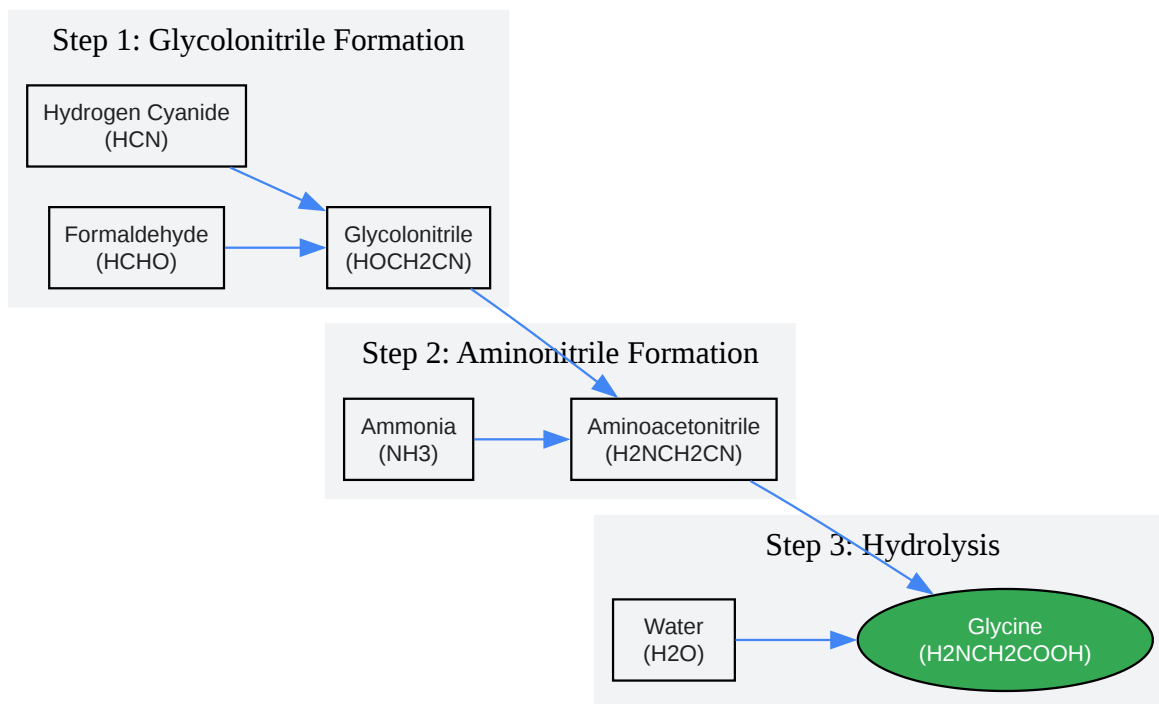 Step 1: Glycolonitrile Formation
Hydrogen Cyanide
(HCN)
Formaldehyde
(HCHO)
Glycolonitrile
(HOCH2CN)
Step 2: Aminonitrile Formation
Ammonia
(NH3)
Aminoacetonitrile
(H2NCH2CN)
Step 3: Hydrolysis
Water
(H2O)
Glycine
(H2NCH2COOH)